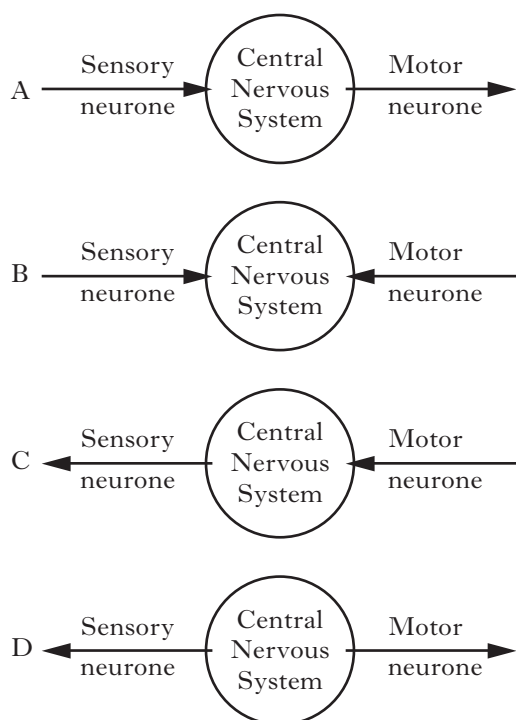 A
Sensory
neurone
Central
Nervous
System
Motor
neurone
B
Sensory
neurone
Central
Nervous
System
Motor
neurone
C
Sensory
neurone
Central
Nervous
System
Motor
neurone
D
Sensory
neurone
Central
Nervous
System
Motor
neurone